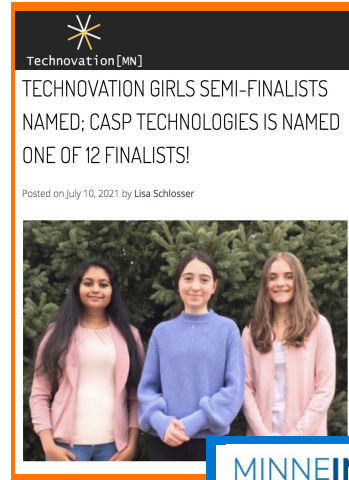 Technovation[MN]
TECHNOVATION GIRLS SEMI-FINALISTS
NAMED; CASP TECHNOLOGIES IS NAMED
ONE OF 12 FINALISTS!
Posted on July 10, 2021 by Lisa Schlosser